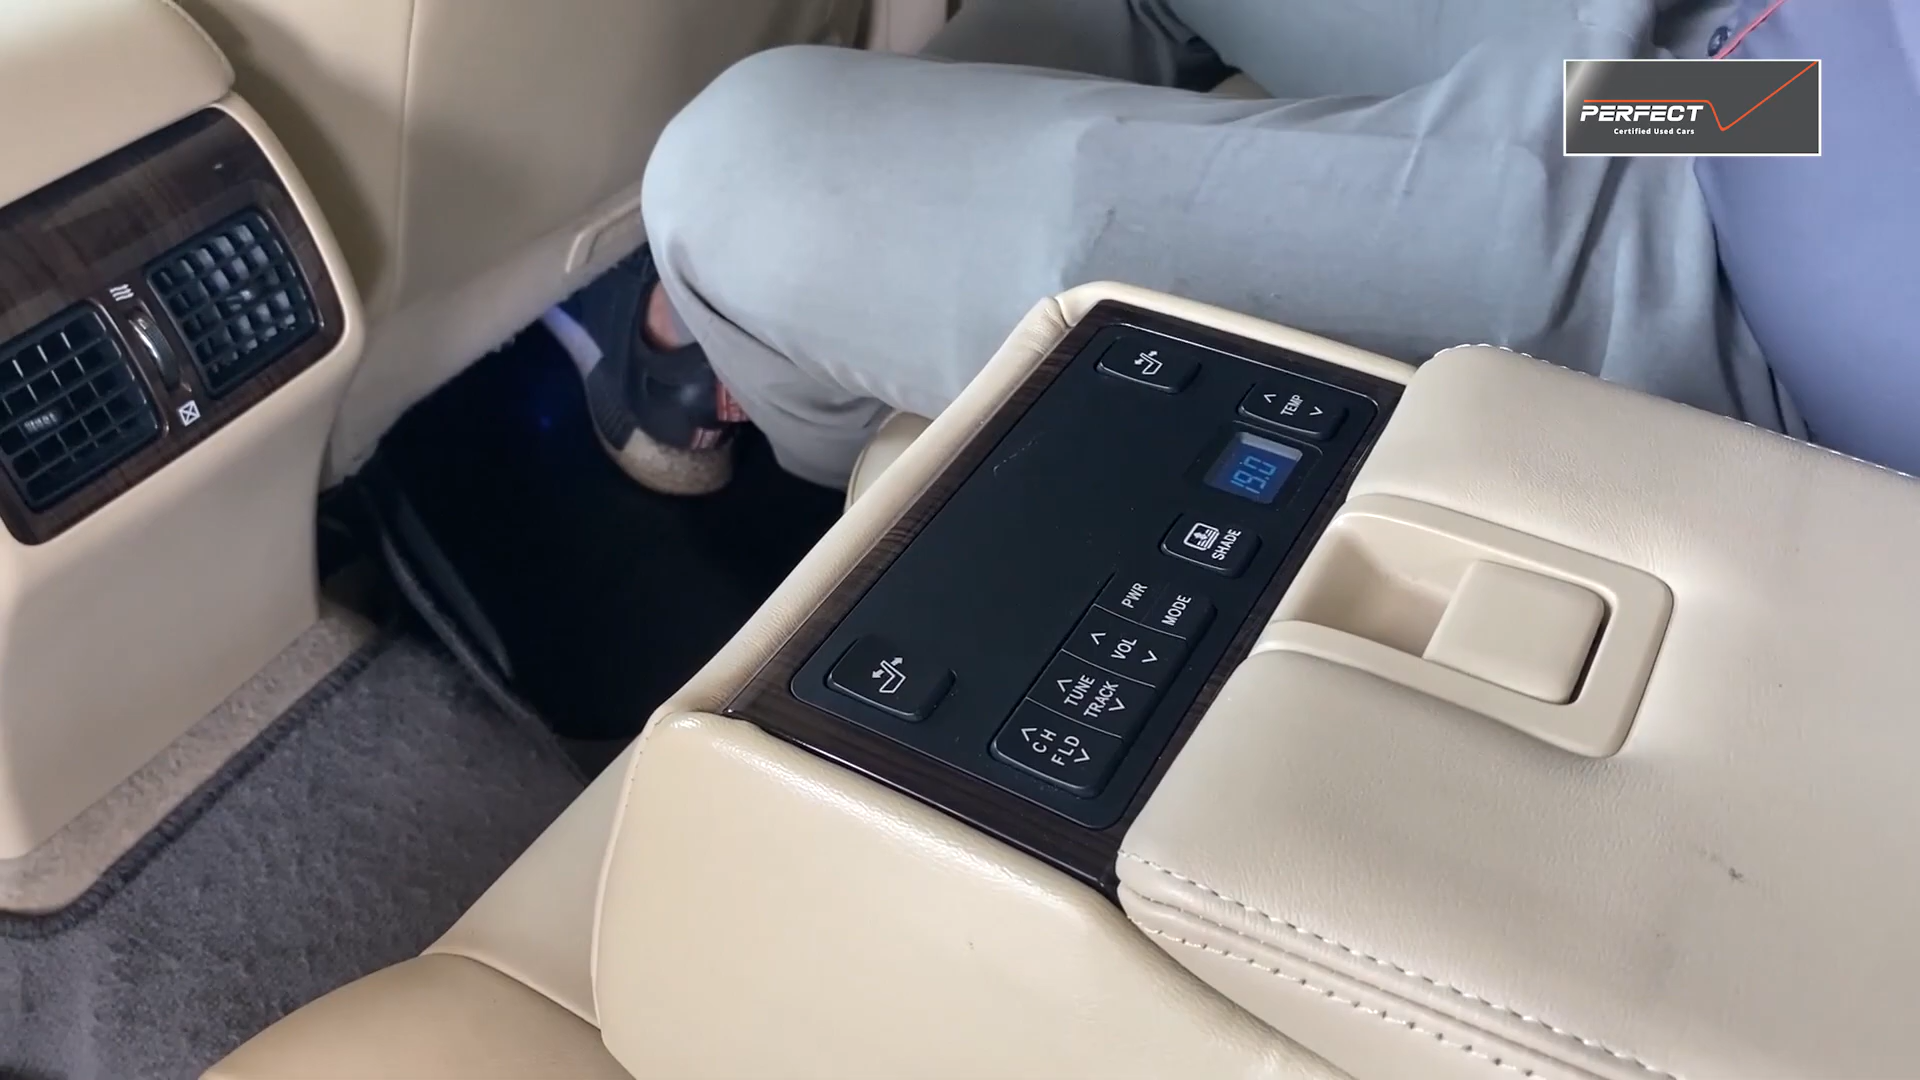 PERFECT
Certified Used Cars
TEMP
19.0
SHADE
PWR
MODE
VOL
TUNE
TRACK
CH
FLD